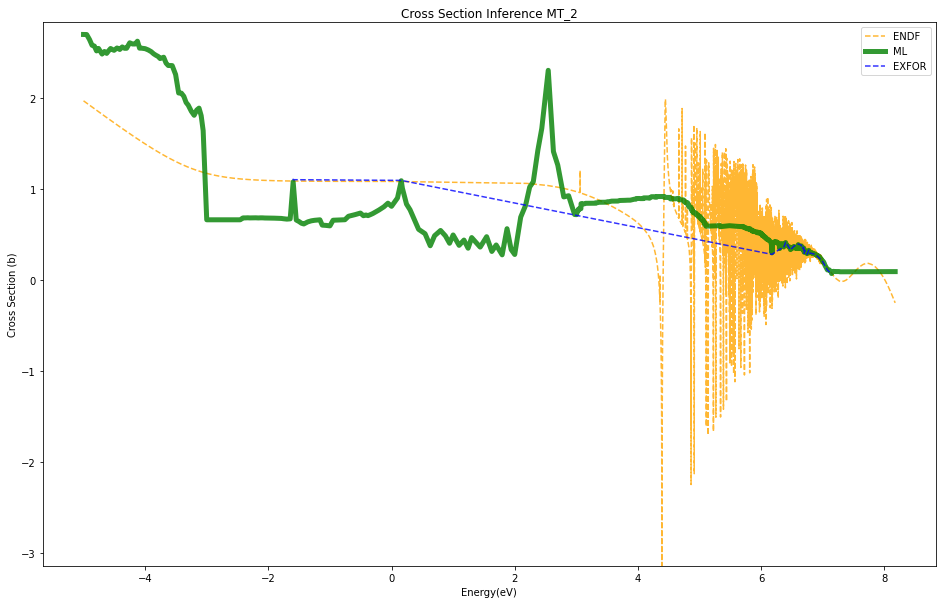 Cross Section Inference MT_2
ENDF
ML
EXFOR
Cross Section (b)
2
1
0
−1
−2
−3
−4
−2
0
2
4
6
8
Energy(eV)